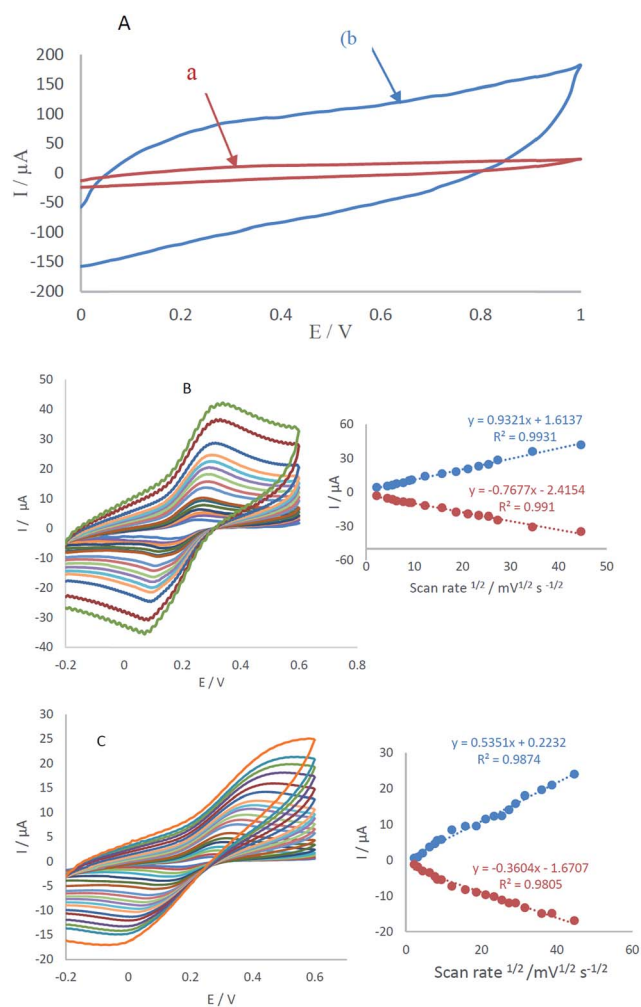 A
(b
a
200
150
100
50
0
-50
-100
-150
-200
I / µA
0
0.2
0.4
0.6
0.8
1
E / V
B
50
40
30
20
10
0
-10
-20
-30
-40
I / µA
-0.2
0
0.2
0.4
0.6
0.8
E / V
60
30
0
-30
-60
I / µA
y = 0.9321x + 1.6137
R² = 0.9931
y = -0.7677x - 2.4154
R² = 0.991
0
10
20
30
40
50
Scan rate ¹/² / mV¹/² s ⁻¹/²
C
30
25
20
15
10
5
0
-5
-10
-15
-20
I / µA
-0.2
0
0.2
0.4
0.6
E / V
30
20
10
0
-10
-20
I / µA
y = 0.5351x + 0.2232
R² = 0.9874
y = -0.3604x - 1.6707
R² = 0.9805
0
20
40
60
Scan rate ¹/² /mV¹/² s⁻¹/²